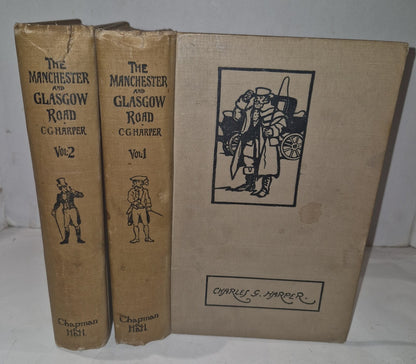 THE
MANCHESTER
AND
GLASGOW
ROAD
C·G·HARPER
VOL: 2
Chapman
&
Hall
THE
MANCHESTER
AND
GLASGOW
ROAD
C·G·HARPER
VOL: 1
Chapman
&
Hall
CHARLES G. HARPER.